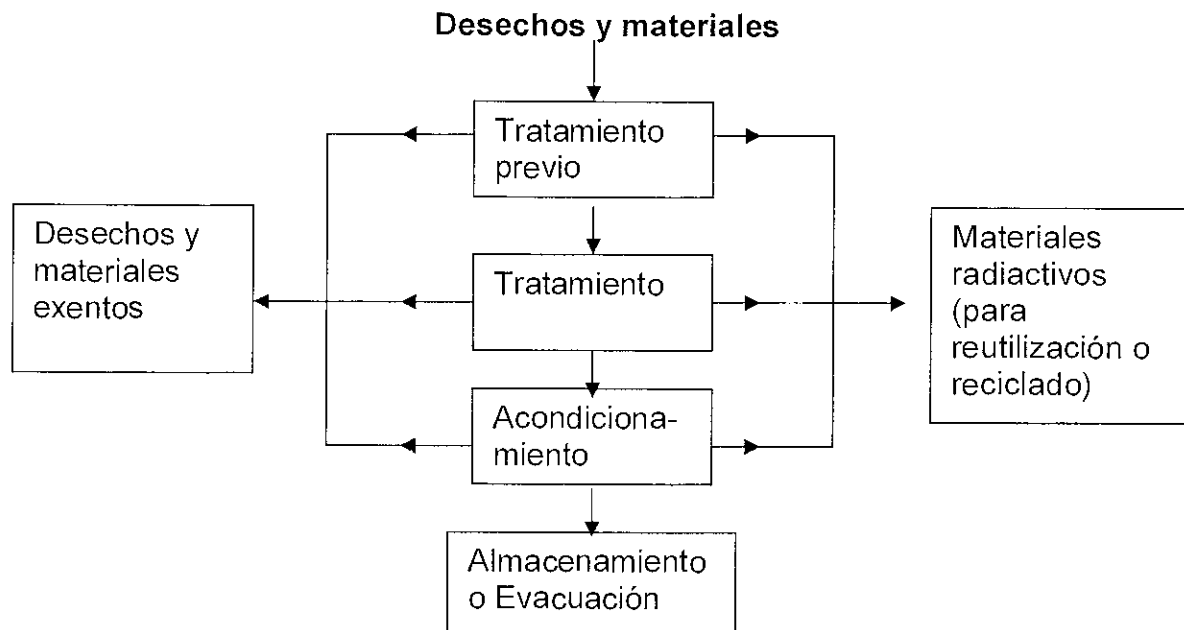 Desechos y materiales
Tratamiento
previo
Desechos y
materiales
exentos
Tratamiento
Materiales
radiactivos
(para
reutilización o
reciclado)
Acondiciona-
miento
Almacenamiento
o Evacuación